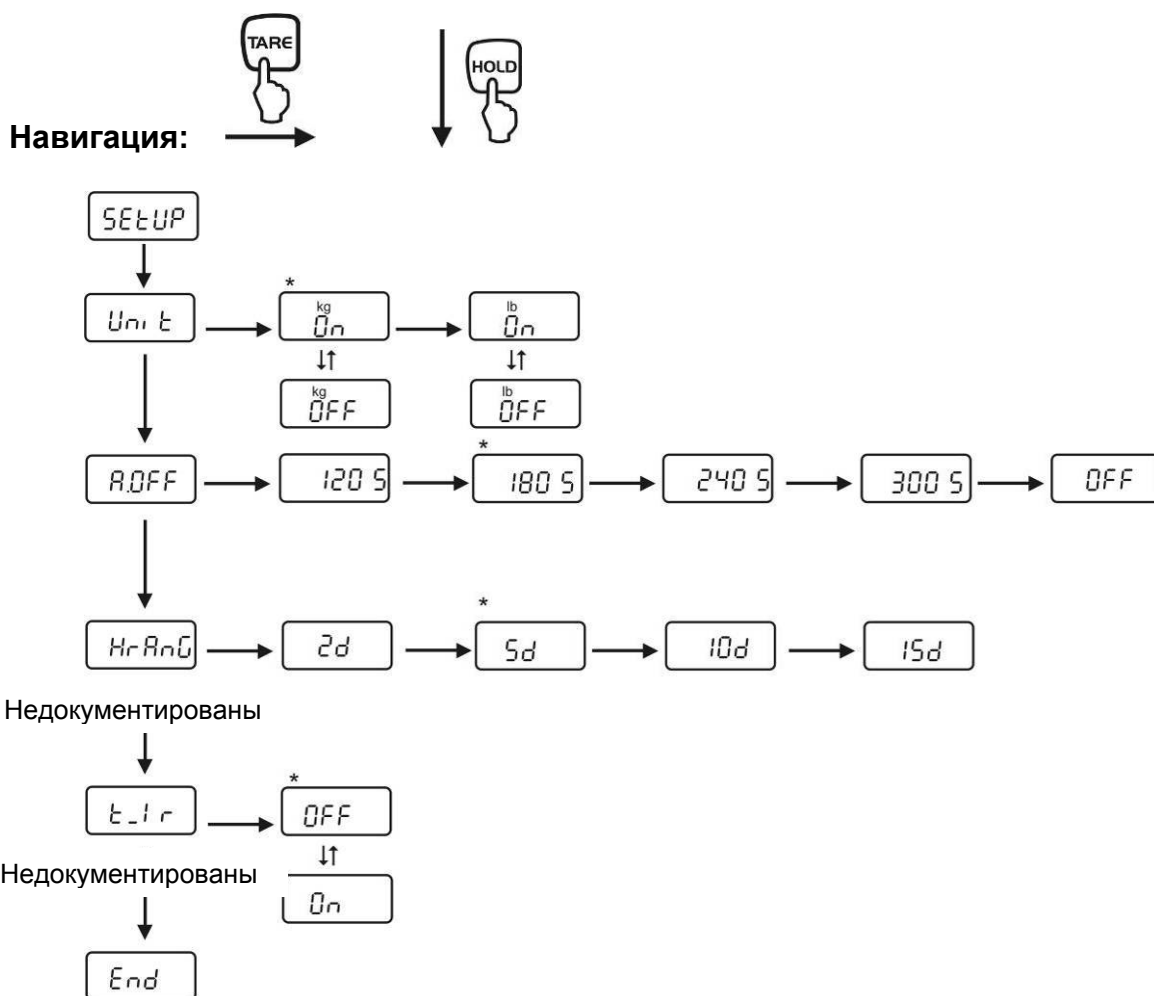 TARE
HOLD
Навигация:
SEtUP
*
Unit
kg
On
lb
On
kg
OFF
lb
OFF
*
A.OFF
120 S
180 S
240 S
300 S
OFF
*
HrAnG
2d
5d
10d
15d
Недокументированы
*
t_Ir
OFF
Недокументированы
On
End